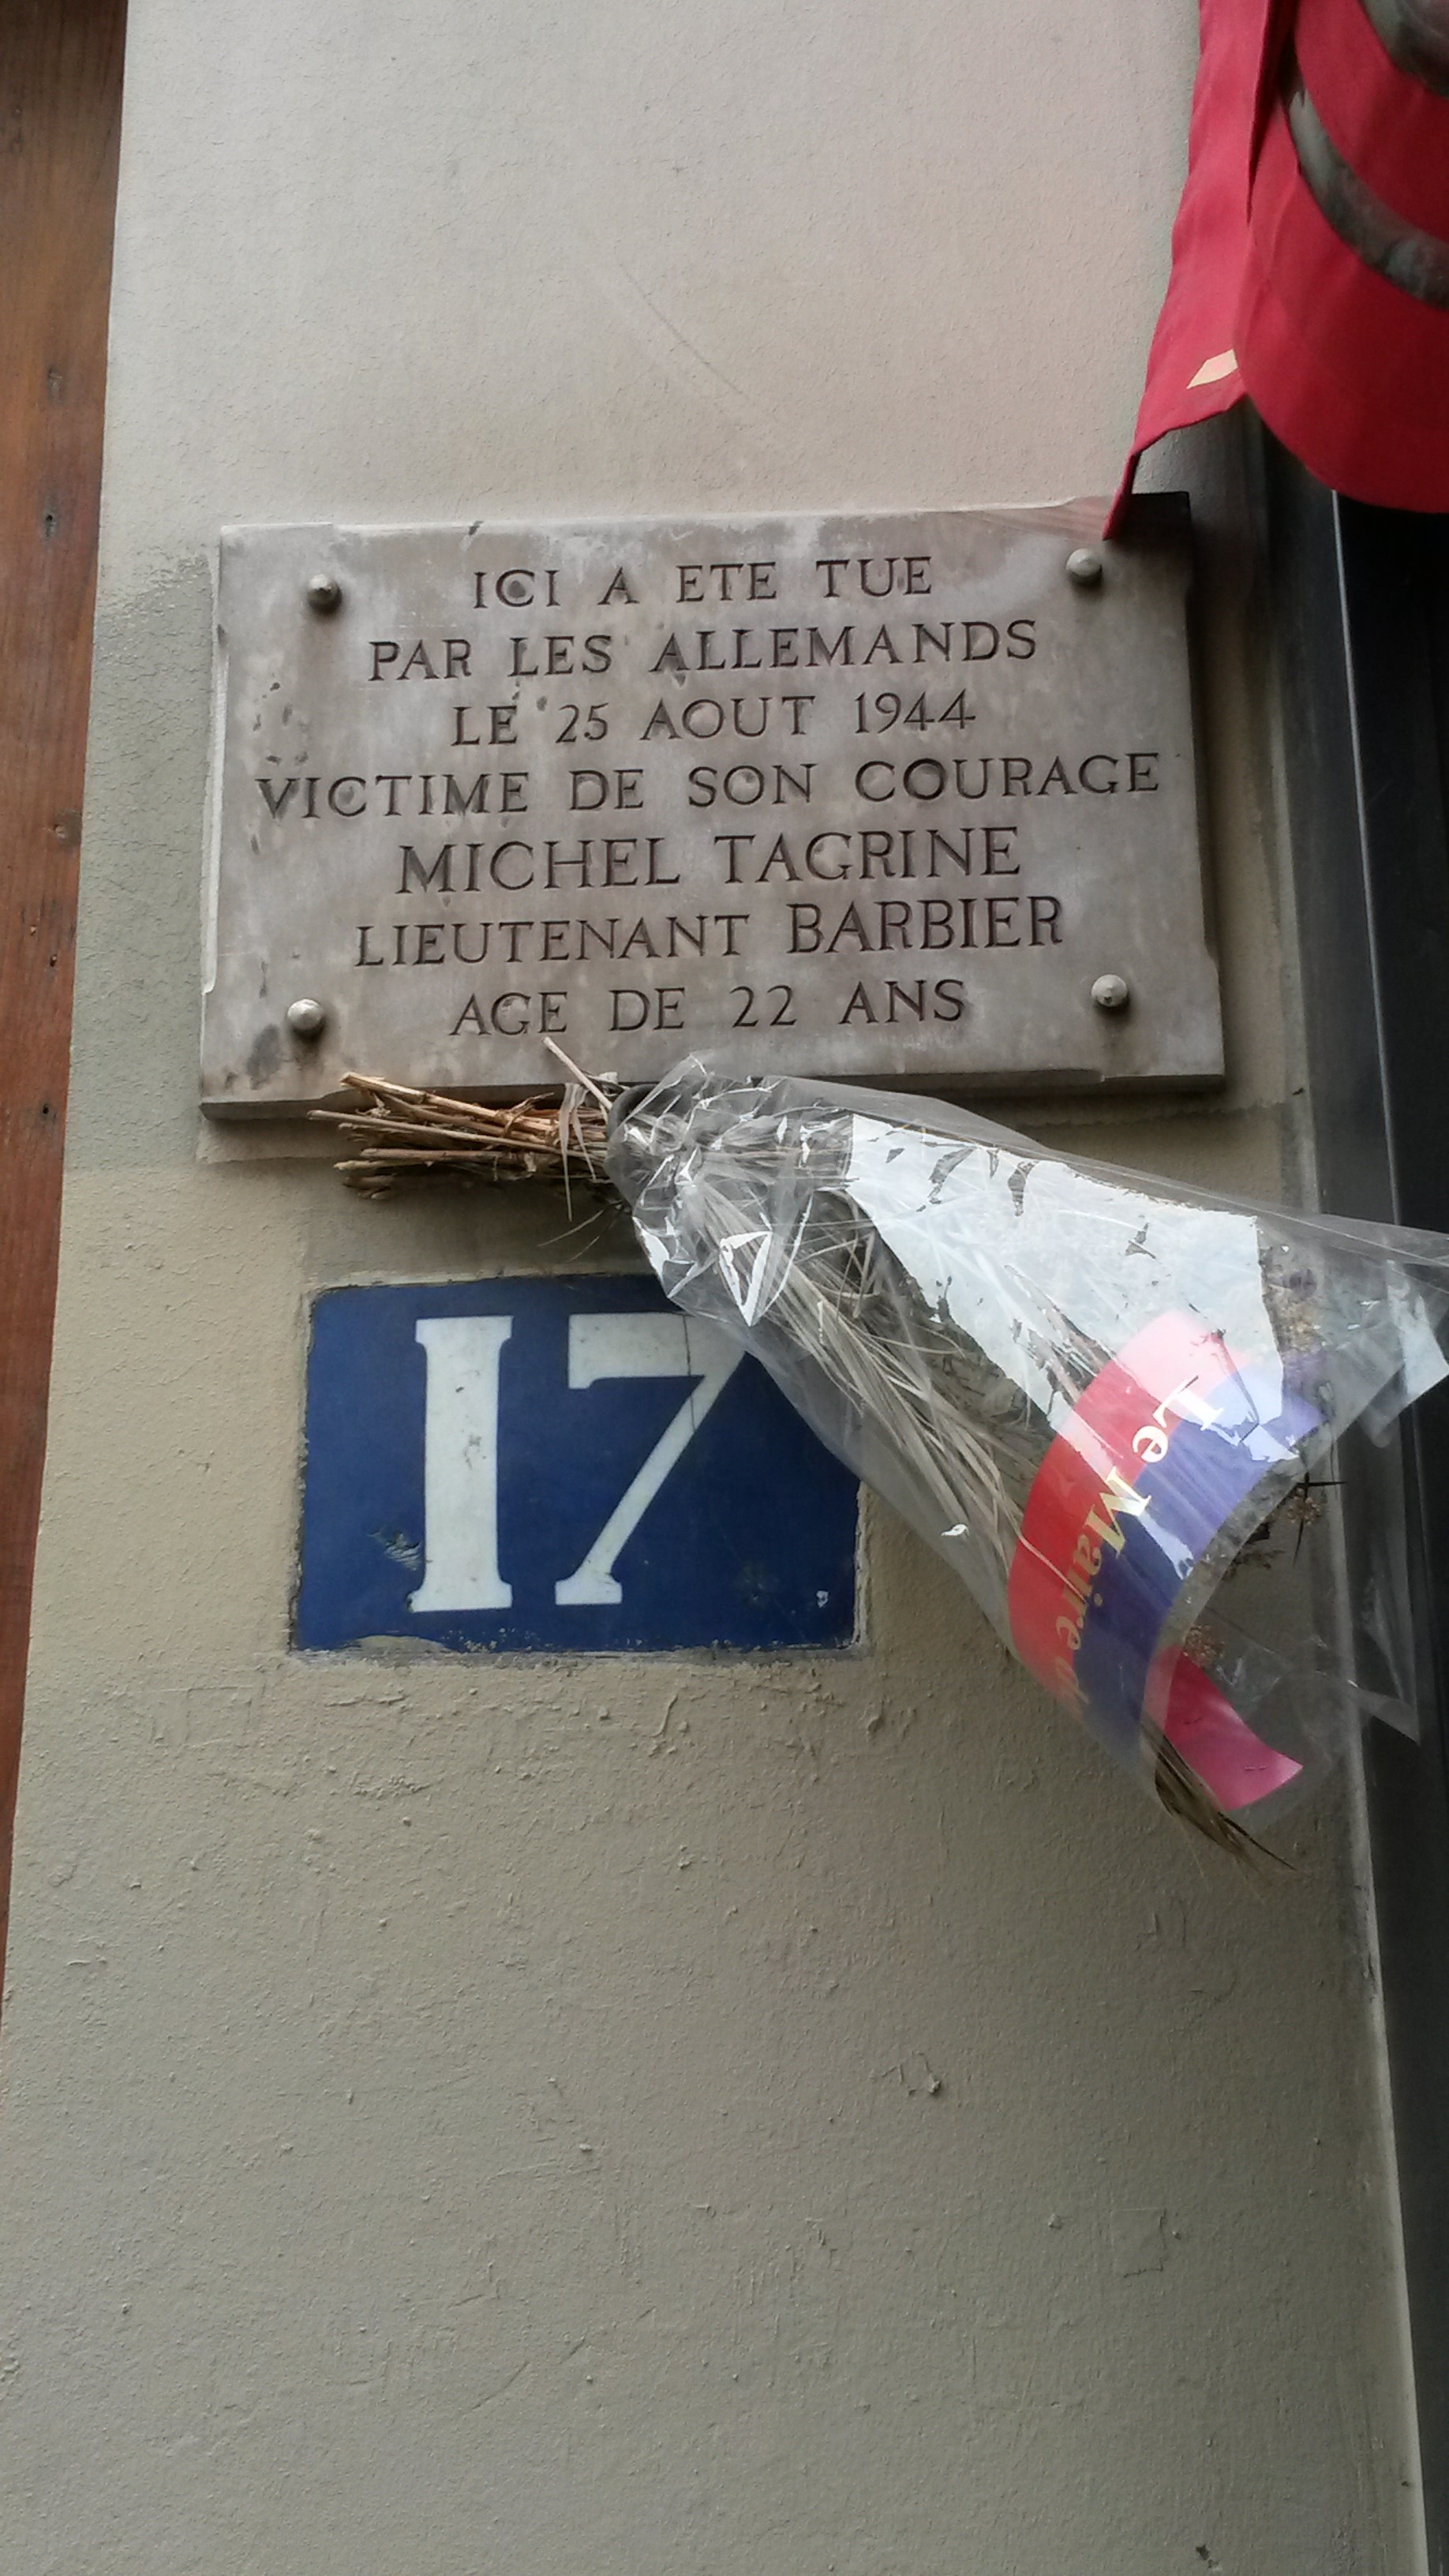 ICI A ETE TUE
PAR LES ALLEMANDS
LE 25 AOUT 1944
VICTIME DE SON COURAGE
MICHEL TAGRINE
LIEUTENANT BARBIER
AGE DE 22 ANS
17
Le Maire